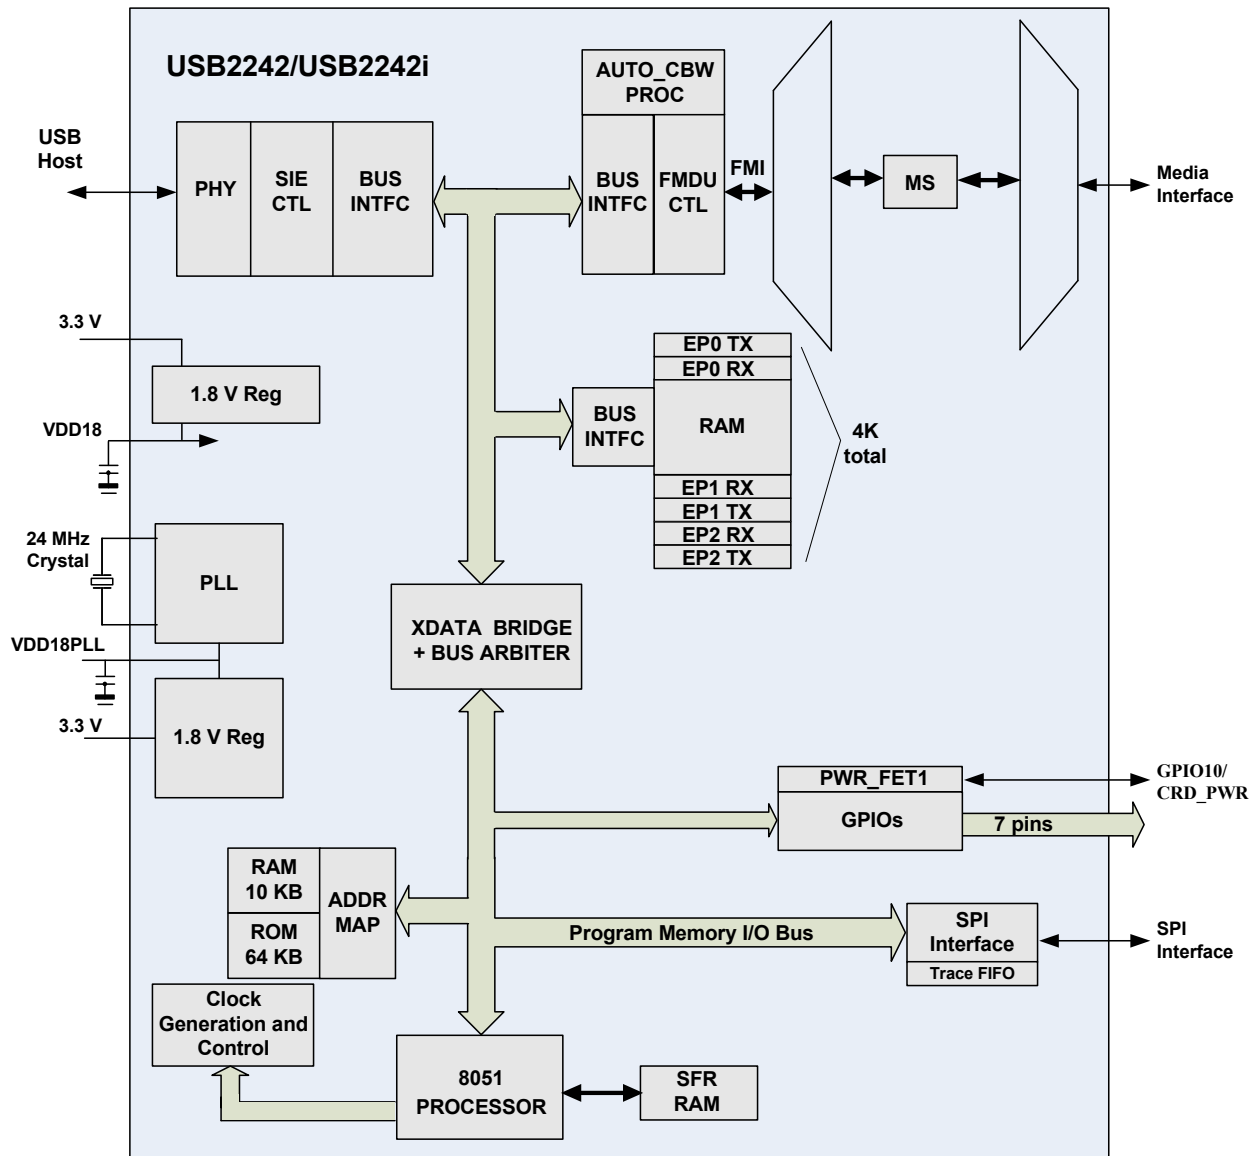 USB2242/USB2242i
AUTO_CBW
PROC
USB
Host
PHY
SIE
CTL
BUS
INTFC
BUS
INTFC
FMDU
CTL
FMI
MS
Media
Interface
3.3 V
1.8 V Reg
VDD18
EP0 TX
EP0 RX
BUS
INTFC
RAM
4K
total
EP1 RX
EP1 TX
EP2 RX
EP2 TX
24 MHz
Crystal
PLL
VDD18PLL
3.3 V
1.8 V Reg
XDATA BRIDGE
+ BUS ARBITER
PWR_FET1
GPIOs
7 pins
GPIO10/
CRD_PWR
RAM
10 KB
ROM
64 KB
ADDR
MAP
Program Memory I/O Bus
SPI
Interface
Trace FIFO
SPI
Interface
Clock
Generation and
Control
8051
PROCESSOR
SFR
RAM